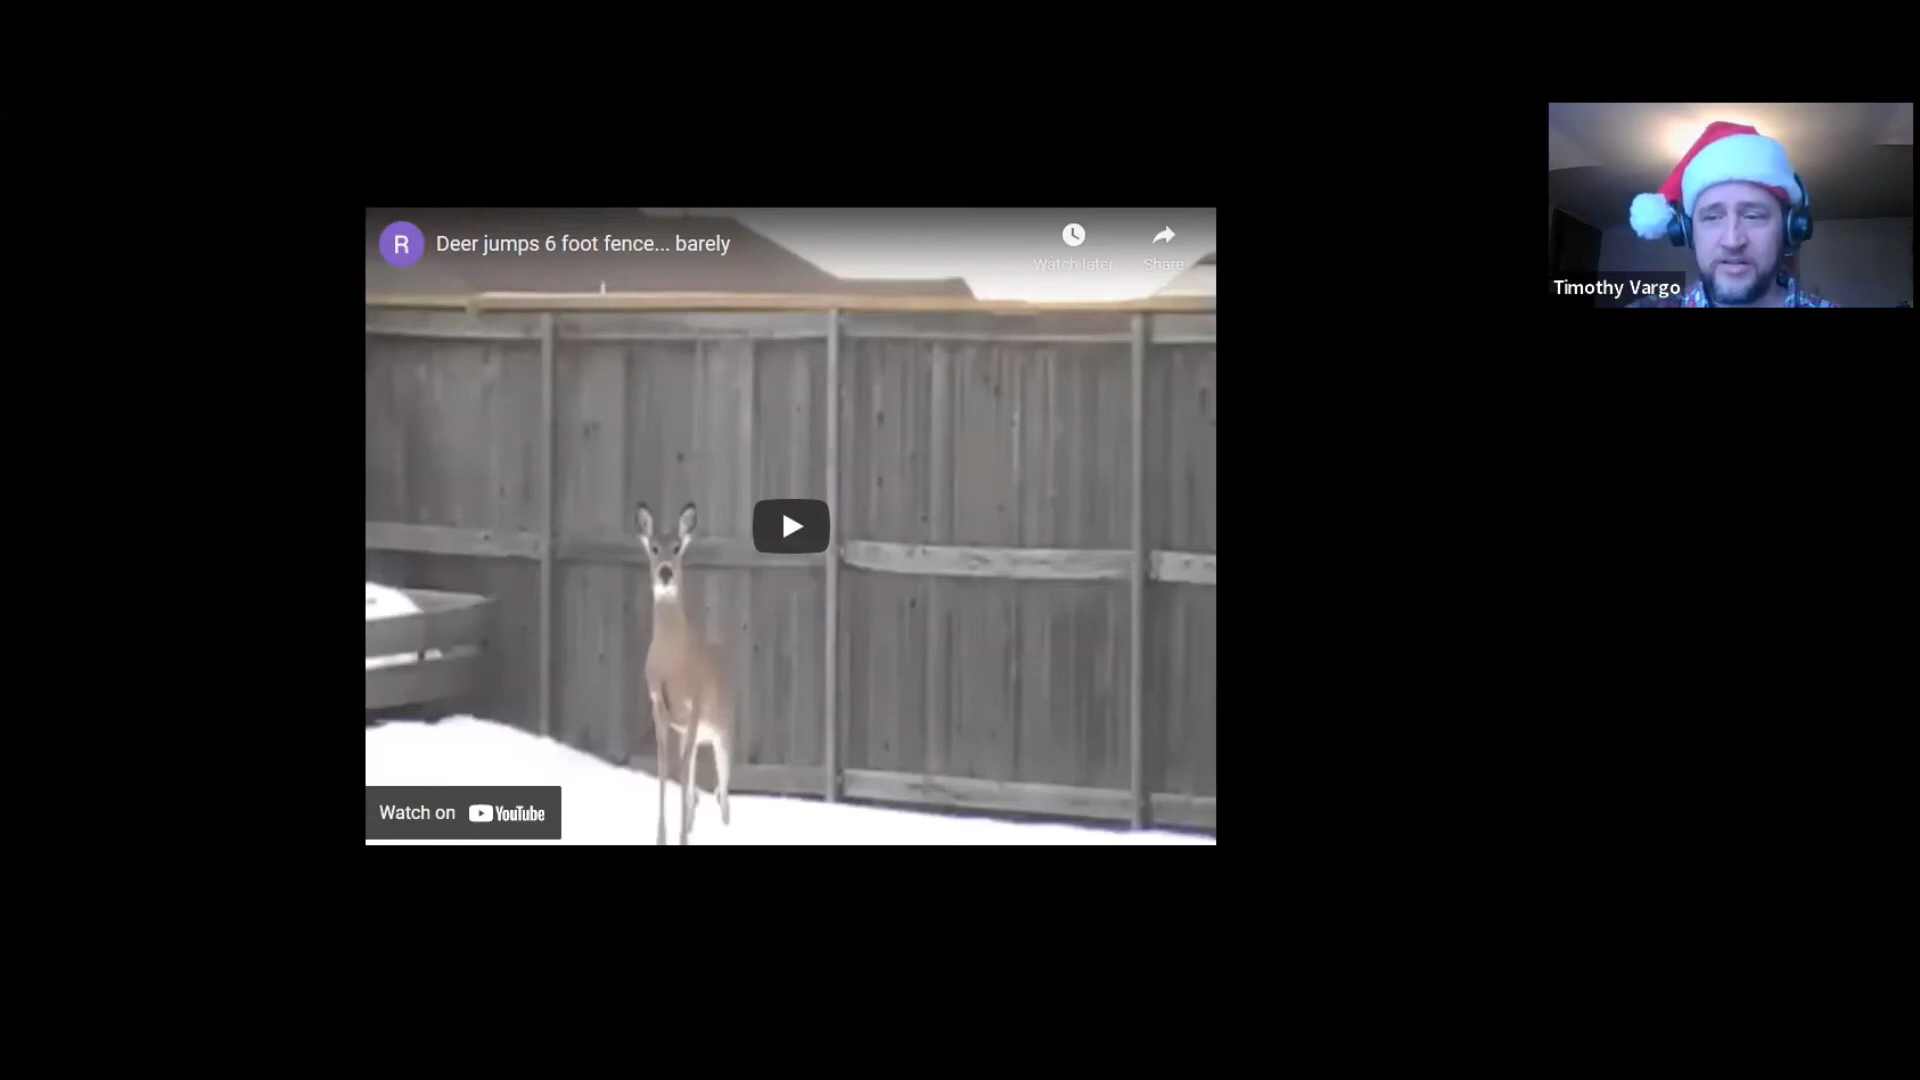 R
Deer jumps 6 foot fence... barely
Watch later
Share
Timothy Vargo
Watch on YouTube